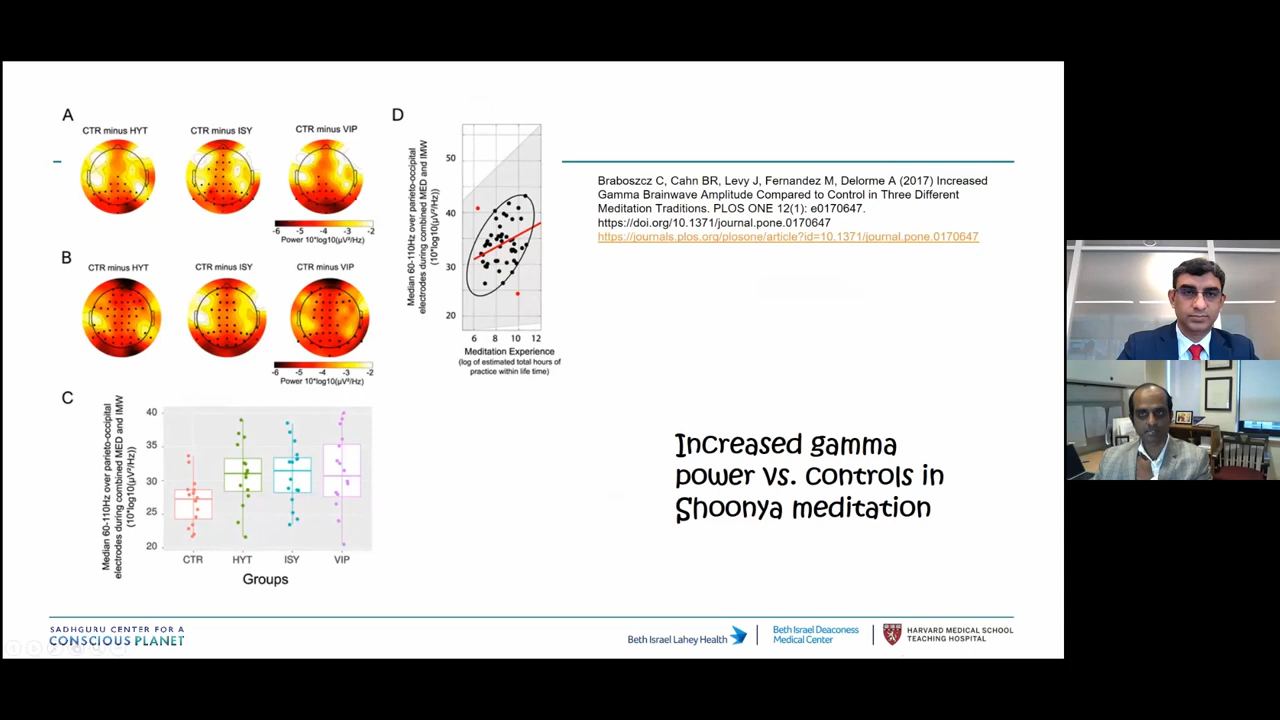 A
CTR minus HYT
CTR minus ISY
CTR minus VIP
-6 -5 -4 -3 -2
Power 10*log10(µV²/Hz)
B
CTR minus HYT
CTR minus ISY
CTR minus VIP
-6 -5 -4 -3 -2
Power 10*log10(µV²/Hz)
C
Median 60-110Hz over parieto-occipital
electrodes during combined MED and IMW
(10*log10(µV²/Hz))
40
35
30
25
20
CTR HYT ISY VIP
Groups
D
Median 60-110Hz over parieto-occipital
electrodes during combined MED and IMW
(10*log10(µV²/Hz))
50
40
30
20
6 8 10 12
Meditation Experience
(log of estimated total hours of
practice within life time)
Braboszcz C, Cahn BR, Levy J, Fernandez M, Delorme A (2017) Increased
Gamma Brainwave Amplitude Compared to Control in Three Different
Meditation Traditions. PLOS ONE 12(1): e0170647.
https://doi.org/10.1371/journal.pone.0170647
https://journals.plos.org/plosone/article?id=10.1371/journal.pone.0170647
Increased gamma
power vs. controls in
Shoonya meditation
SADHGURU CENTER FOR A
CONSCIOUS PLANET
Beth Israel Lahey Health
Beth Israel Deaconess
Medical Center
HARVARD MEDICAL SCHOOL
TEACHING HOSPITAL